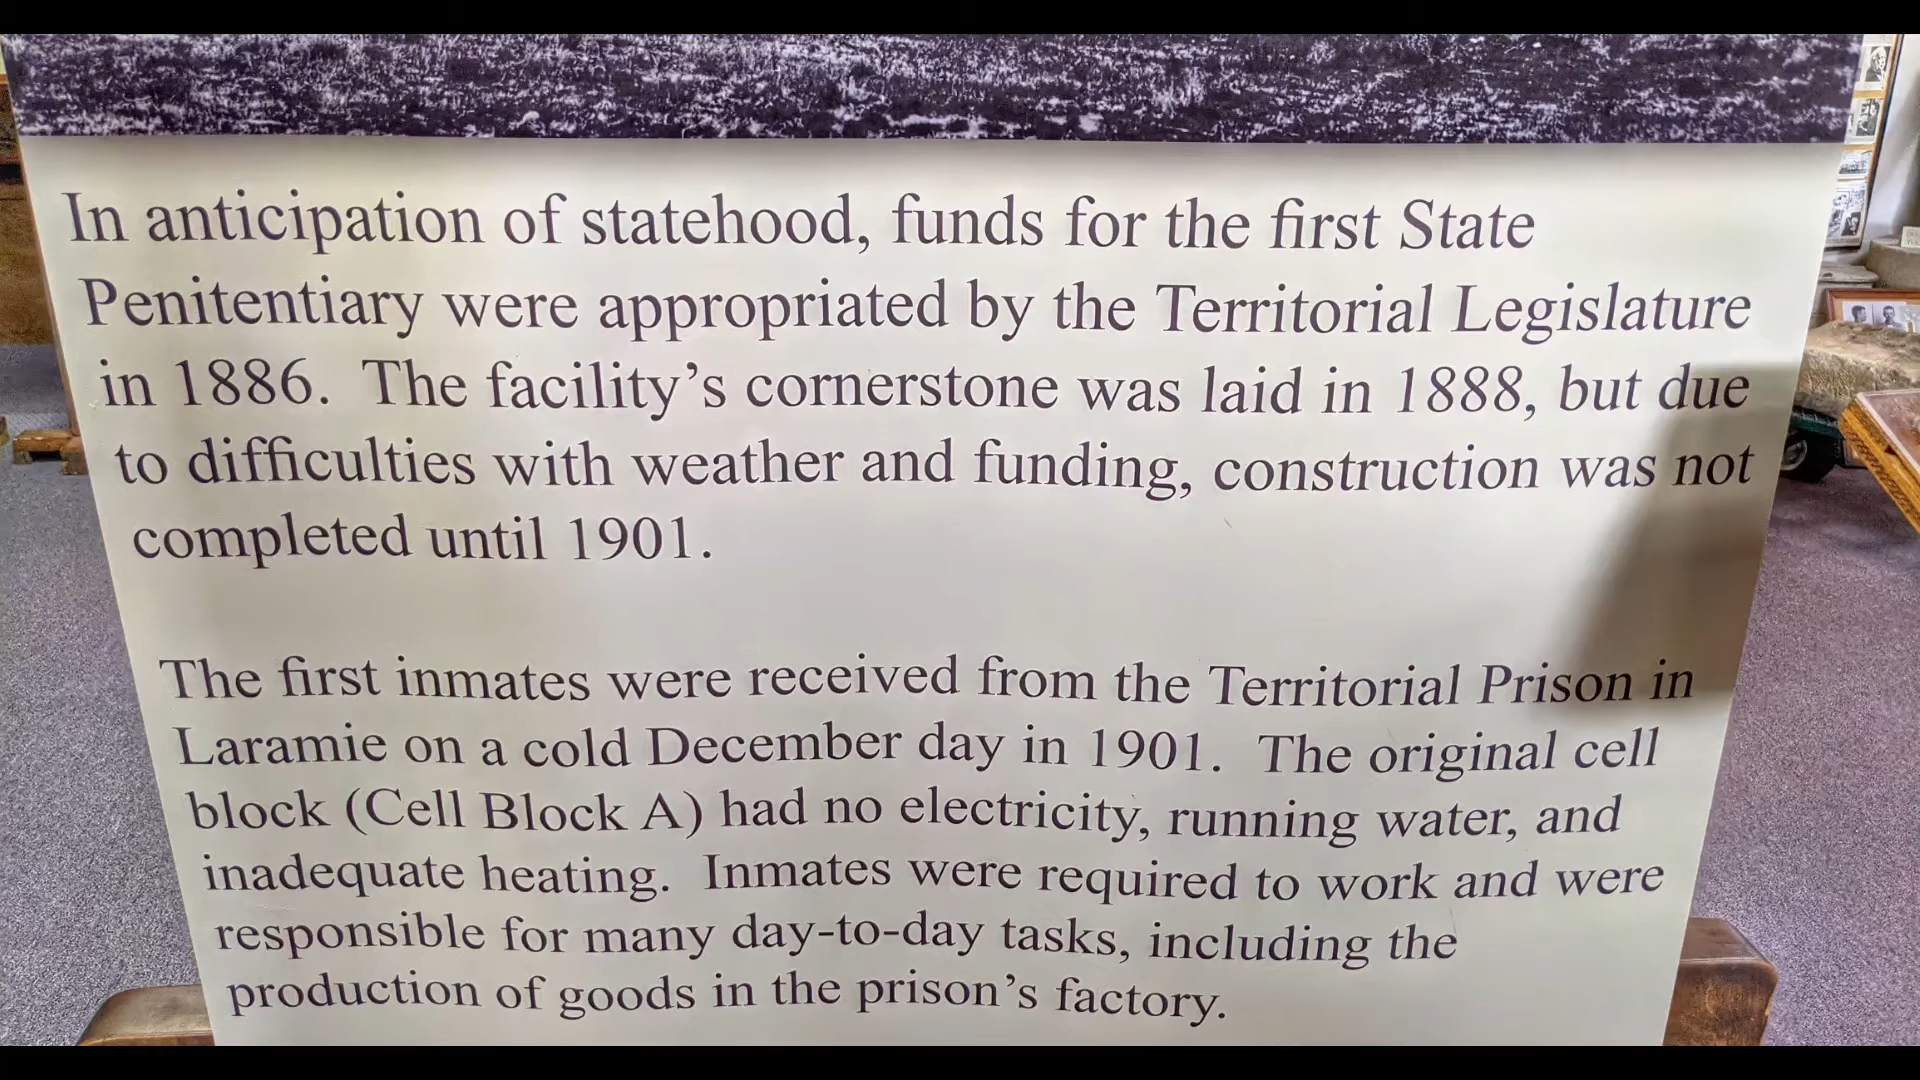 In anticipation of statehood, funds for the first State
Penitentiary were appropriated by the Territorial Legislature
in 1886.  The facility’s cornerstone was laid in 1888, but due
to difficulties with weather and funding, construction was not
completed until 1901.
The first inmates were received from the Territorial Prison in
Laramie on a cold December day in 1901.  The original cell
block (Cell Block A) had no electricity, running water, and
inadequate heating.  Inmates were required to work and were
responsible for many day-to-day tasks, including the
production of goods in the prison’s factory.